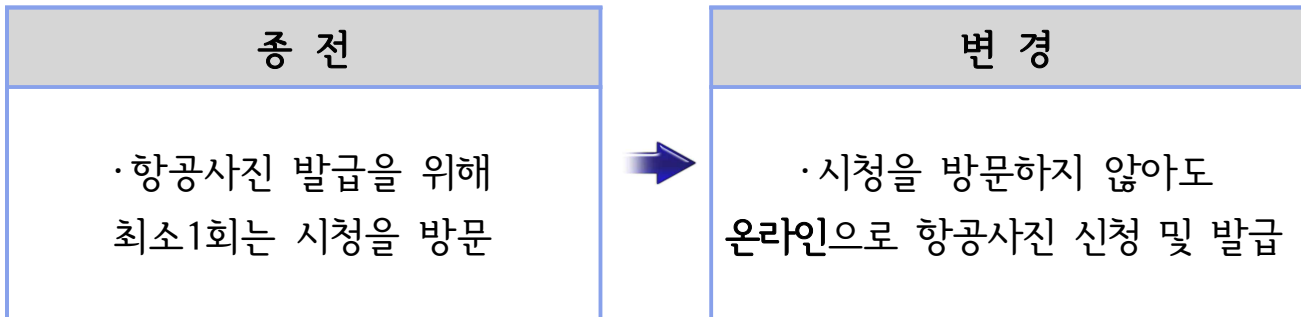 종 전
·항공사진 발급을 위해
최소1회는 시청을 방문
변 경
·시청을 방문하지 않아도
온라인으로 항공사진 신청 및 발급